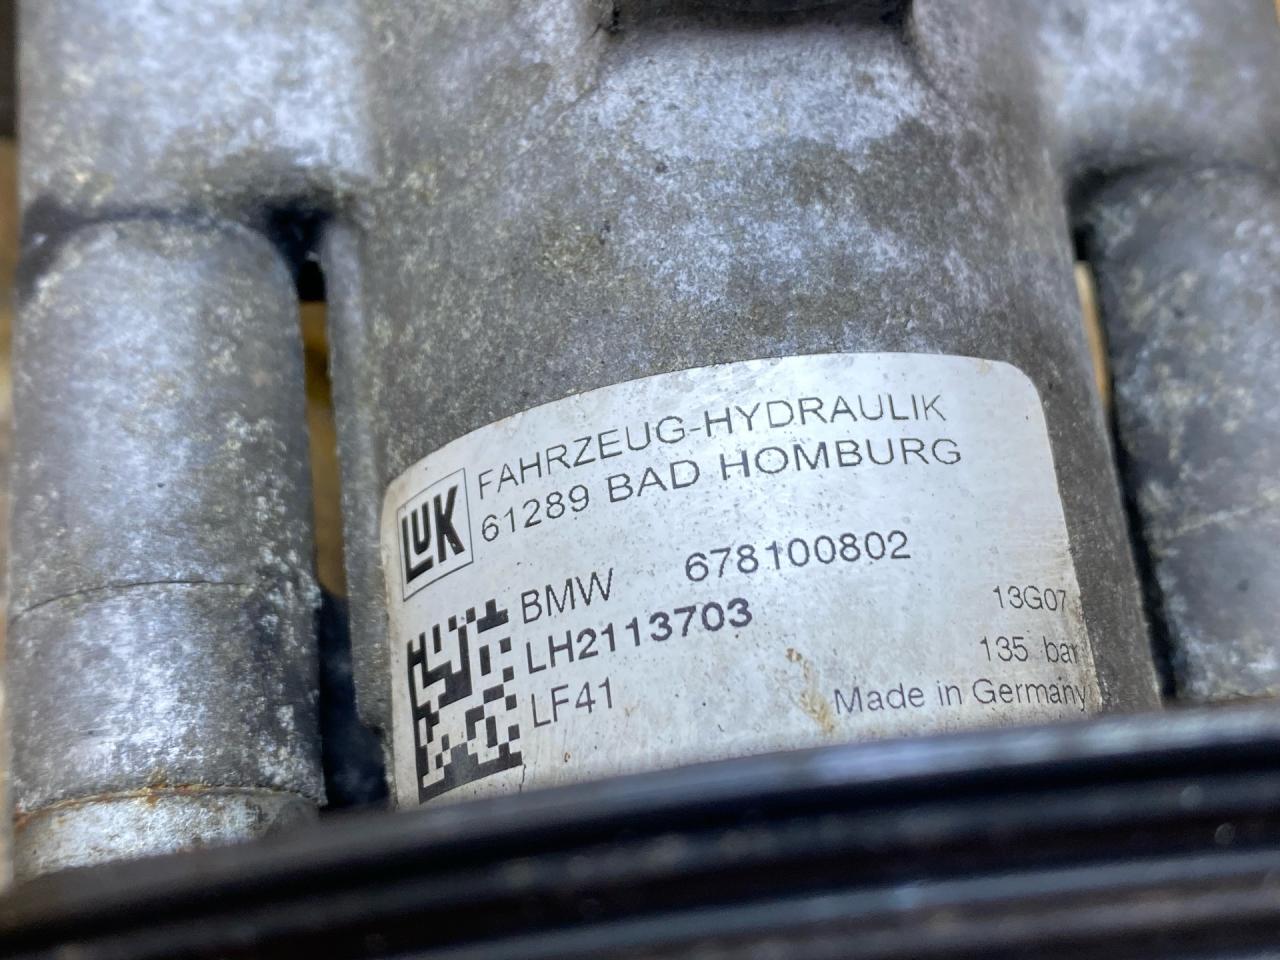 LUK
FAHRZEUG-HYDRAULIK
61289 BAD HOMBURG
BMW 678100802
LH2113703 13G07
LF41 135 bar
Made in Germany